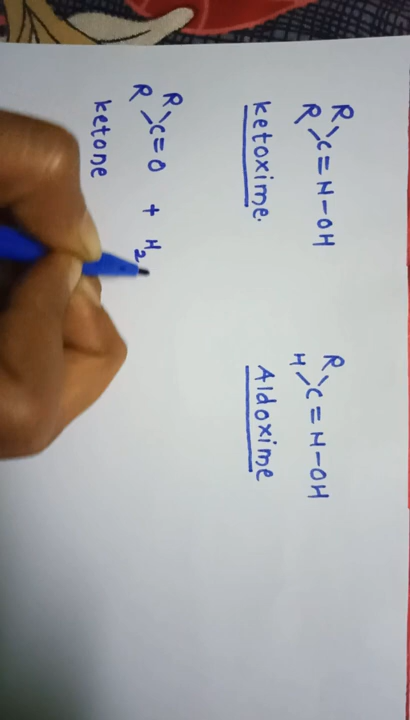 R
R C=N-OH
ketoxime.
R
H C=N-OH
Aldoxime
R
R C=O + H2
ketone